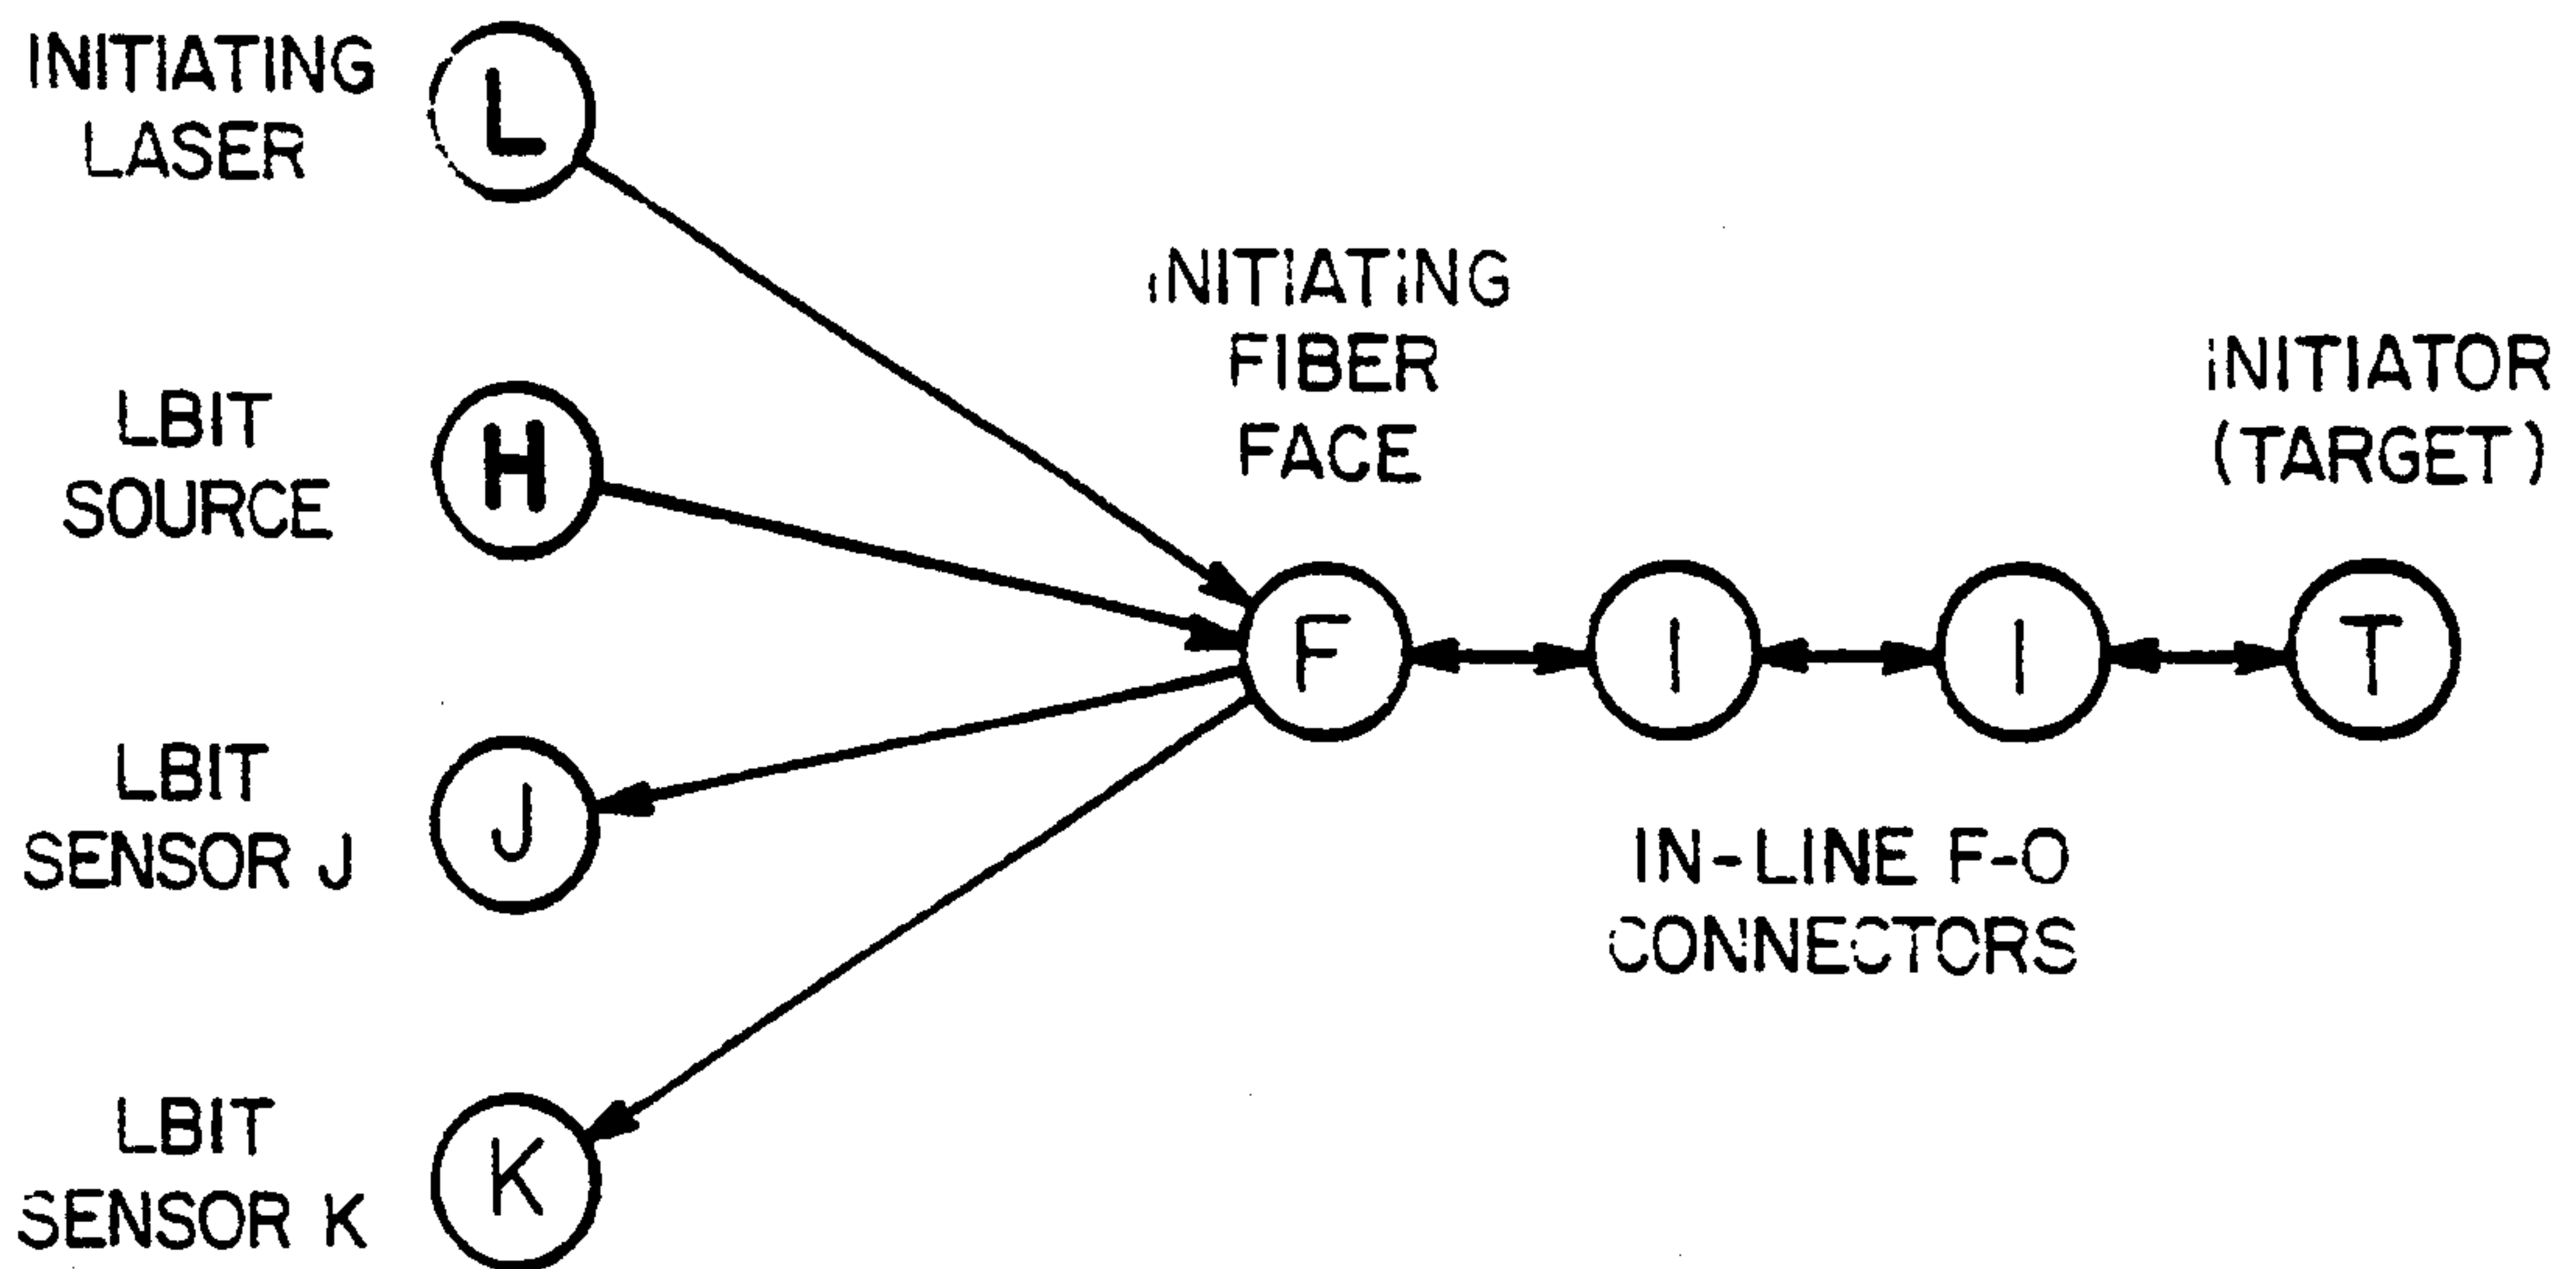 INITIATING
LASER
L
LBIT
SOURCE
H
LBIT
SENSOR J
J
LBIT
SENSOR K
K
INITIATING
FIBER
FACE
F
I
I
IN-LINE F-O
CONNECTORS
INITIATOR
(TARGET)
T